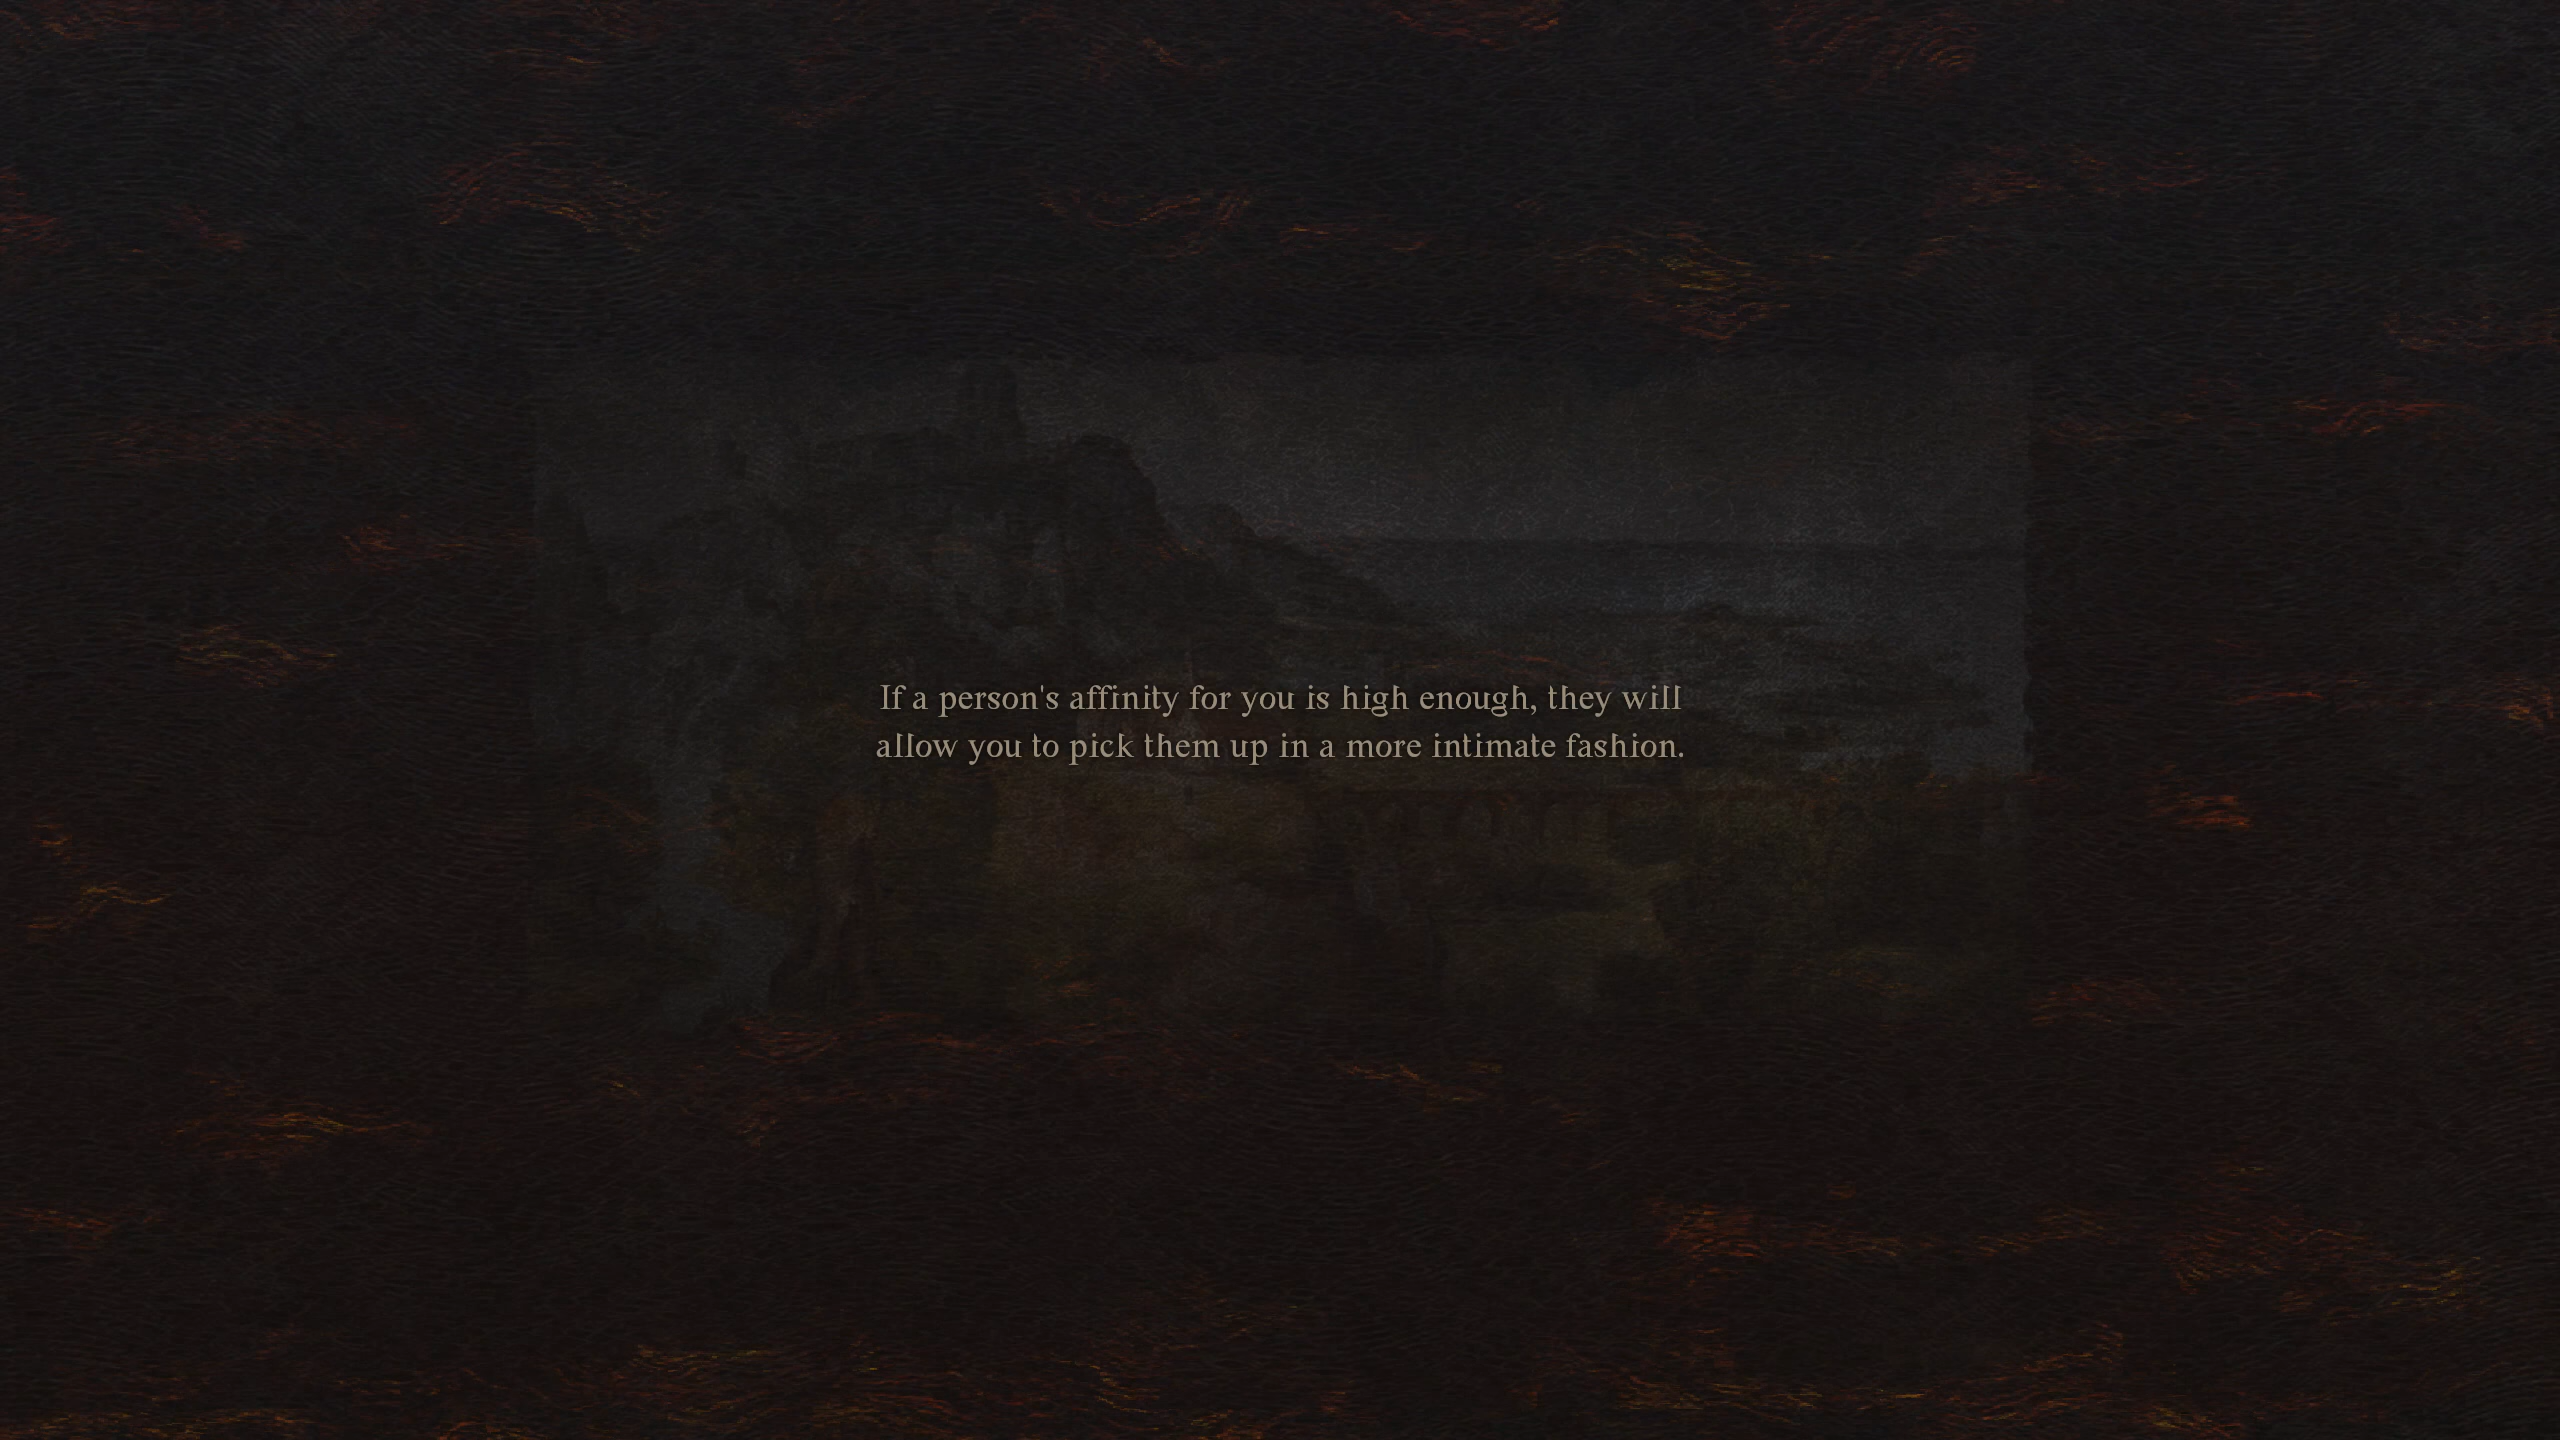 If a person's affinity for you is high enough, they will
allow you to pick them up in a more intimate fashion.